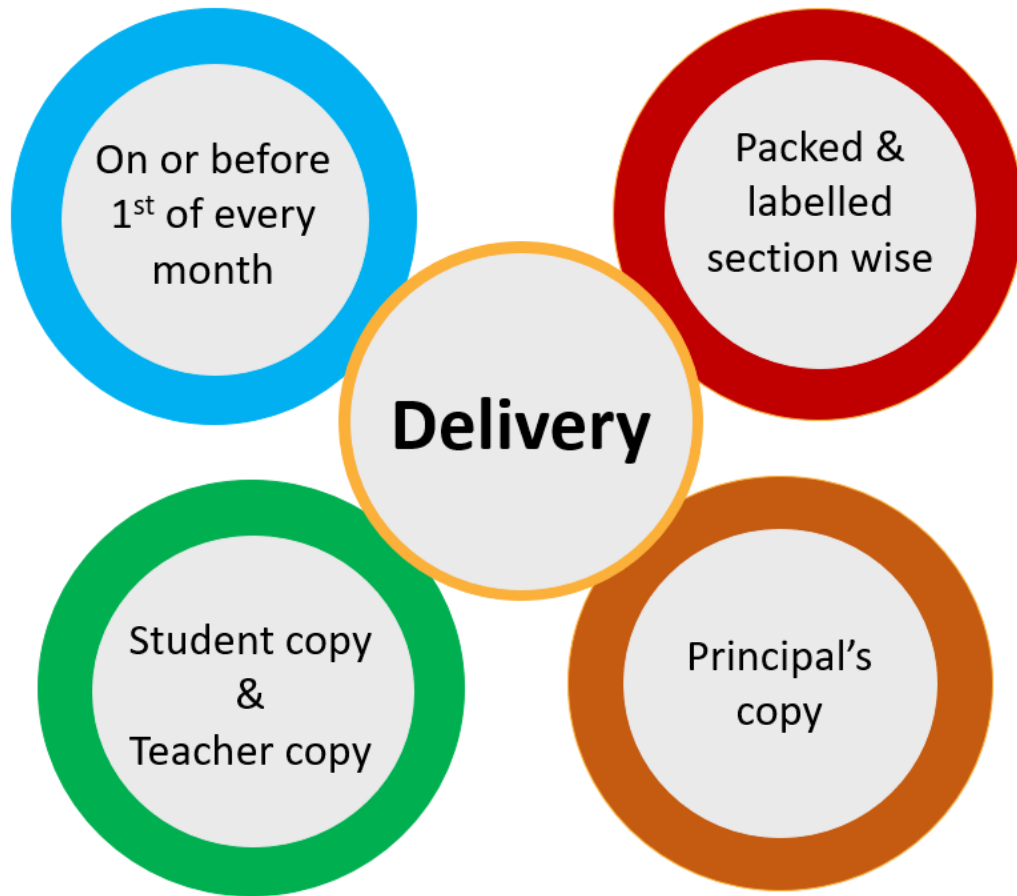 On or before
1st of every
month
Packed &
labelled
section wise
Delivery
Student copy
&
Teacher copy
Principal’s
copy